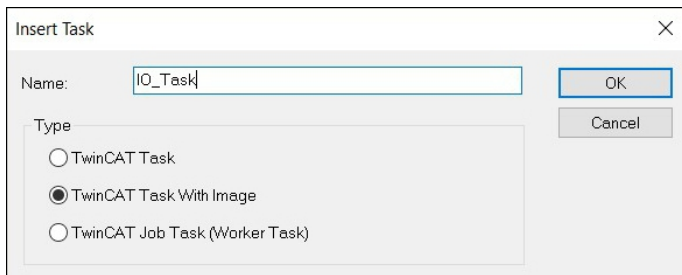 Insert Task
Name: IO_Task OK
Type Cancel
TwinCAT Task
TwinCAT Task With Image
TwinCAT Job Task (Worker Task)